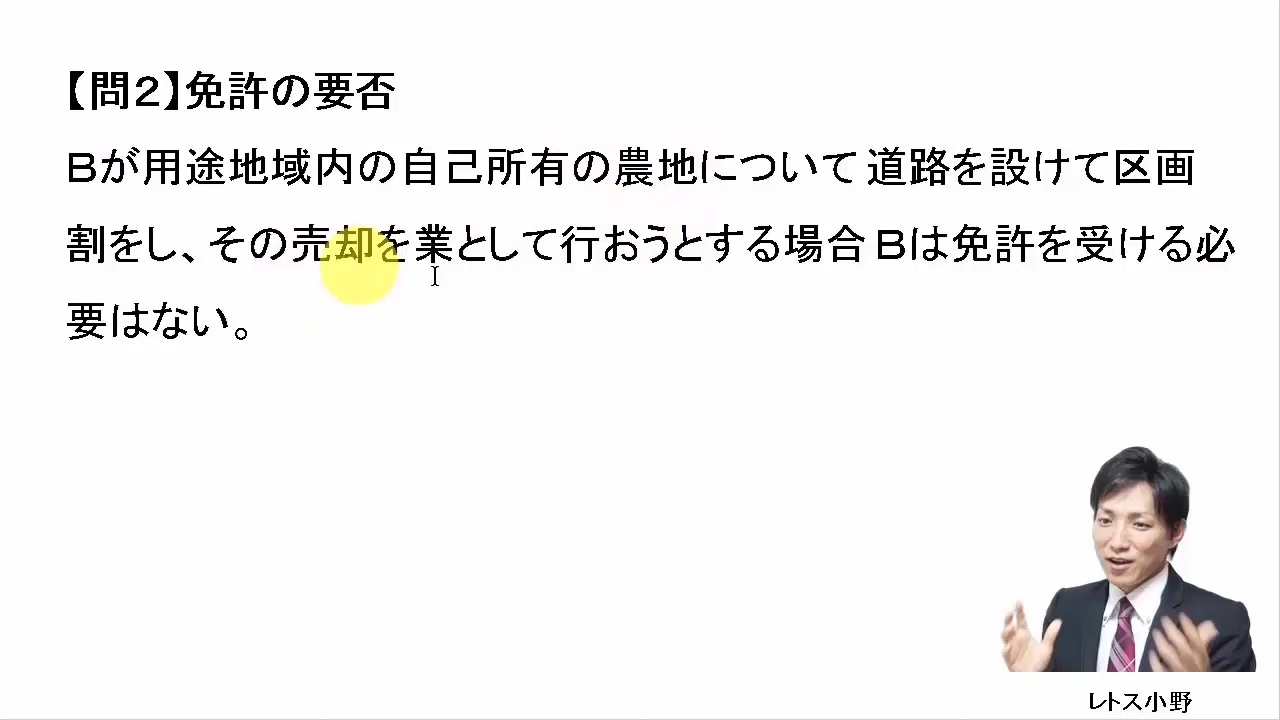 【問２】免許の要否
Ｂが用途地域内の自己所有の農地について道路を設けて区画
割をし、その売却を業として行おうとする場合Ｂは免許を受ける必
要はない。
レトス小野